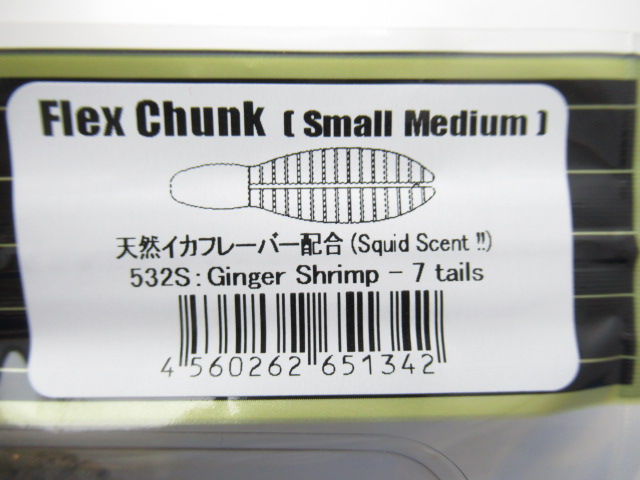 Flex Chunk ( Small Medium )
天然イカフレーバー配合(Squid Scent !!)
532S: Ginger Shrimp - 7 tails
4 560262 651342